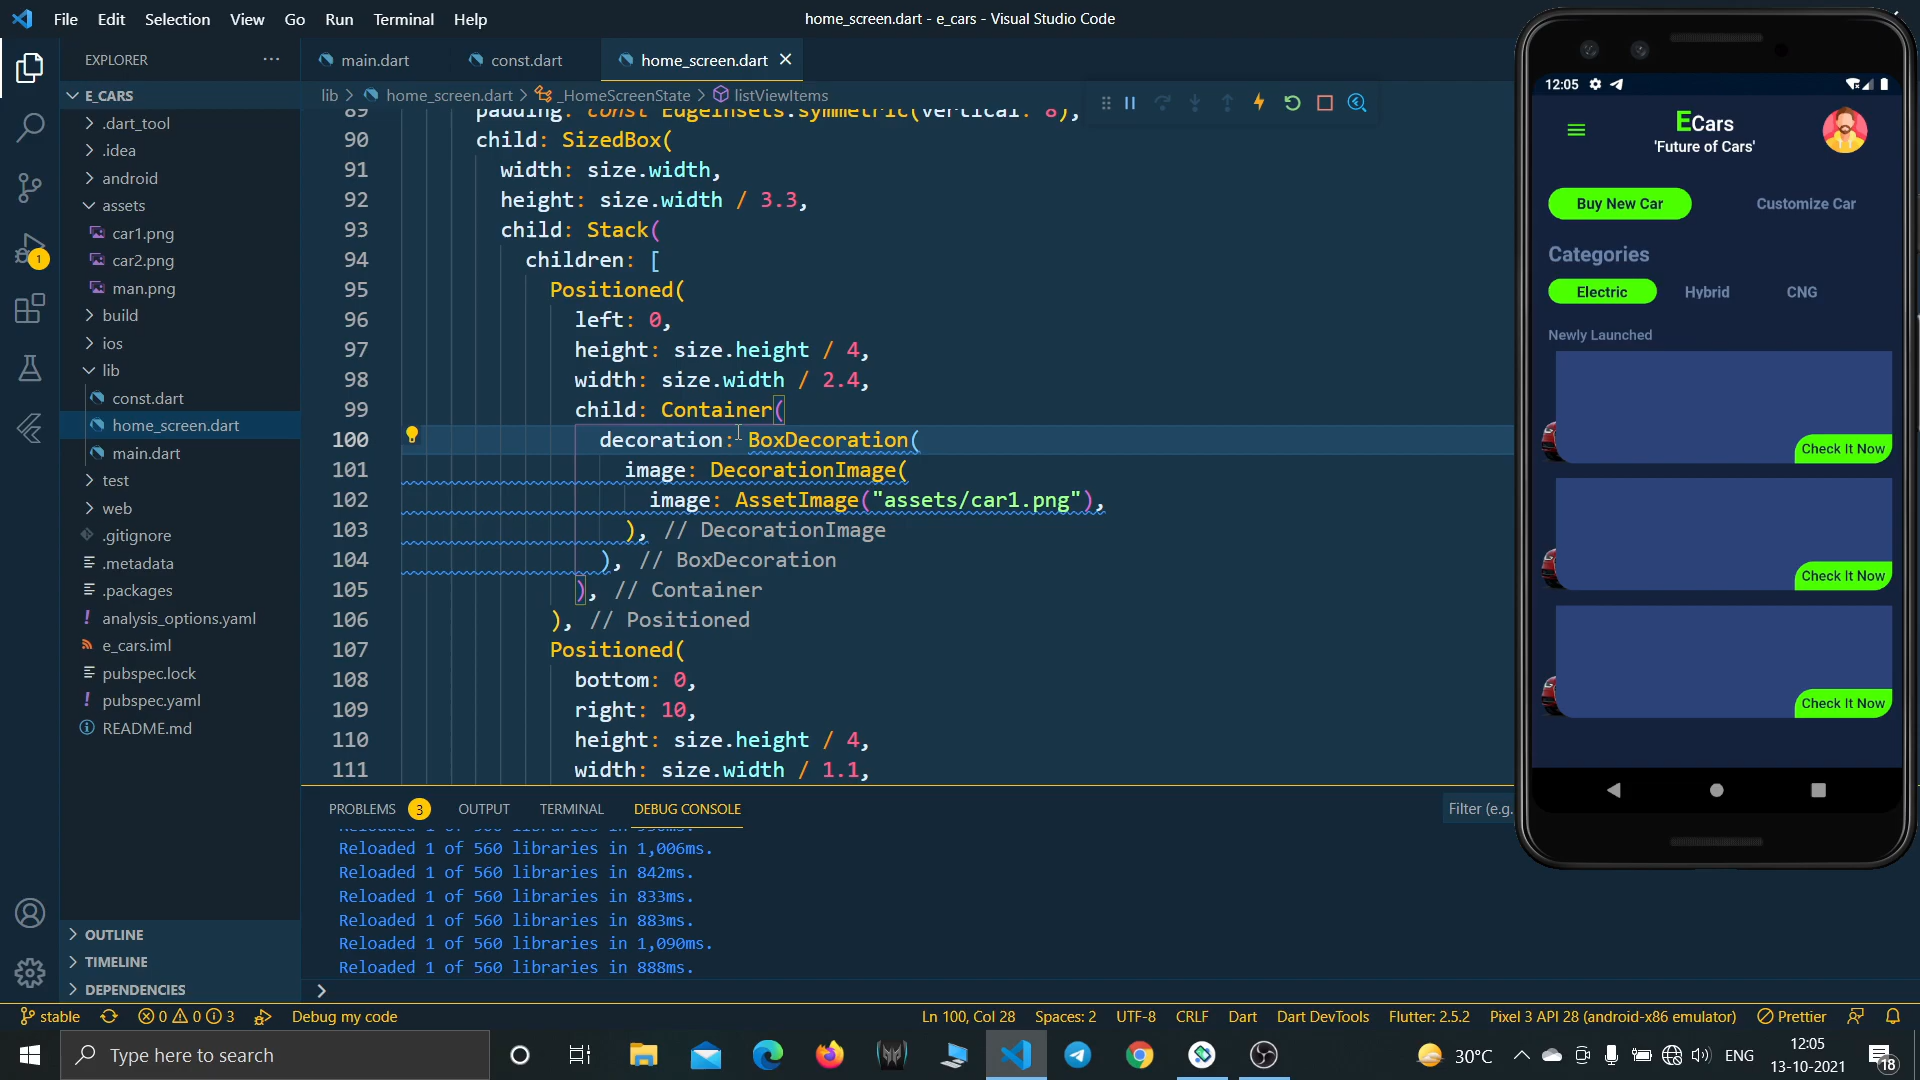 File Edit Selection View Go Run Terminal Help
home_screen.dart - e_cars - Visual Studio Code
EXPLORER
main.dart
const.dart
home_screen.dart
E_CARS
lib > home_screen.dart > _HomeScreenState > listViewItems
.dart_tool
.idea
android
assets
car1.png
car2.png
man.png
build
ios
lib
const.dart
home_screen.dart
main.dart
test
web
.gitignore
.metadata
.packages
analysis_options.yaml
e_cars.iml
pubspec.lock
pubspec.yaml
README.md
OUTLINE
TIMELINE
DEPENDENCIES
1
89 padding: const EdgeInsets.symmetric(vertical: 8),
90 child: SizedBox(
91 width: size.width,
92 height: size.width / 3.3,
93 child: Stack(
94 children: [
95 Positioned(
96 left: 0,
97 height: size.height / 4,
98 width: size.width / 2.4,
99 child: Container(
100 decoration: BoxDecoration(
101 image: DecorationImage(
102 image: AssetImage("assets/car1.png"),
103 ), // DecorationImage
104 ), // BoxDecoration
105 ), // Container
106 ), // Positioned
107 Positioned(
108 bottom: 0,
109 right: 10,
110 height: size.height / 4,
111 width: size.width / 1.1,
PROBLEMS 3 OUTPUT TERMINAL DEBUG CONSOLE
Filter (e.g.
Reloaded 1 of 560 libraries in 1,006ms.
Reloaded 1 of 560 libraries in 842ms.
Reloaded 1 of 560 libraries in 833ms.
Reloaded 1 of 560 libraries in 883ms.
Reloaded 1 of 560 libraries in 1,090ms.
Reloaded 1 of 560 libraries in 888ms.
12:05
ECars
'Future of Cars'
Buy New Car
Customize Car
Categories
Electric
Hybrid
CNG
Newly Launched
Check It Now
Check It Now
Check It Now
stable 0 0 3 Debug my code
Ln 100, Col 28 Spaces: 2 UTF-8 CRLF Dart Dart DevTools Flutter: 2.5.2 Pixel 3 API 28 (android-x86 emulator) Prettier
Type here to search
30°C
ENG
12:05
13-10-2021
18